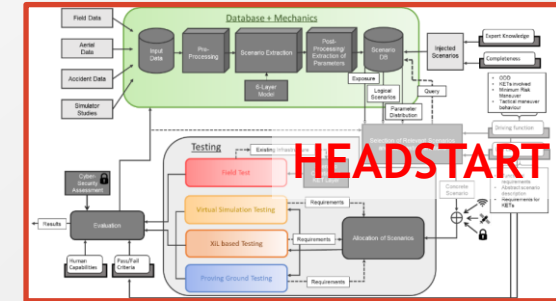 Database + Mechanics
Field Data
Aerial
Data
Accident Data
Simulator
Studies
Input
Data
Pre-
Processing
Scenario Extraction
Post-
Processing/
Extraction of
Parameters
Scenario
DB
6-Layer
Model
Injected
Scenarios
Expert Knowledge
Completeness
Exposure
Logical
Scenarios
Parameter
Distribution
Query
ODD
KETs involved
Minimum Risk
Maneuver
Tactical maneuver
behaviour
Driving function
HEADSTART
Testing
Existing Infrastructure
Field Test
Virtual Simulation Testing
XiL based Testing
Proving Ground Testing
Requirements
Requirements
Requirements
Allocation of Scenarios
Concrete
Scenario
requirements
Abstract scenario
description
Requirements for
KETs
Cyber-
Security
Assessment
Results
Evaluation
Human
Capabilities
Pass/Fail
Criteria